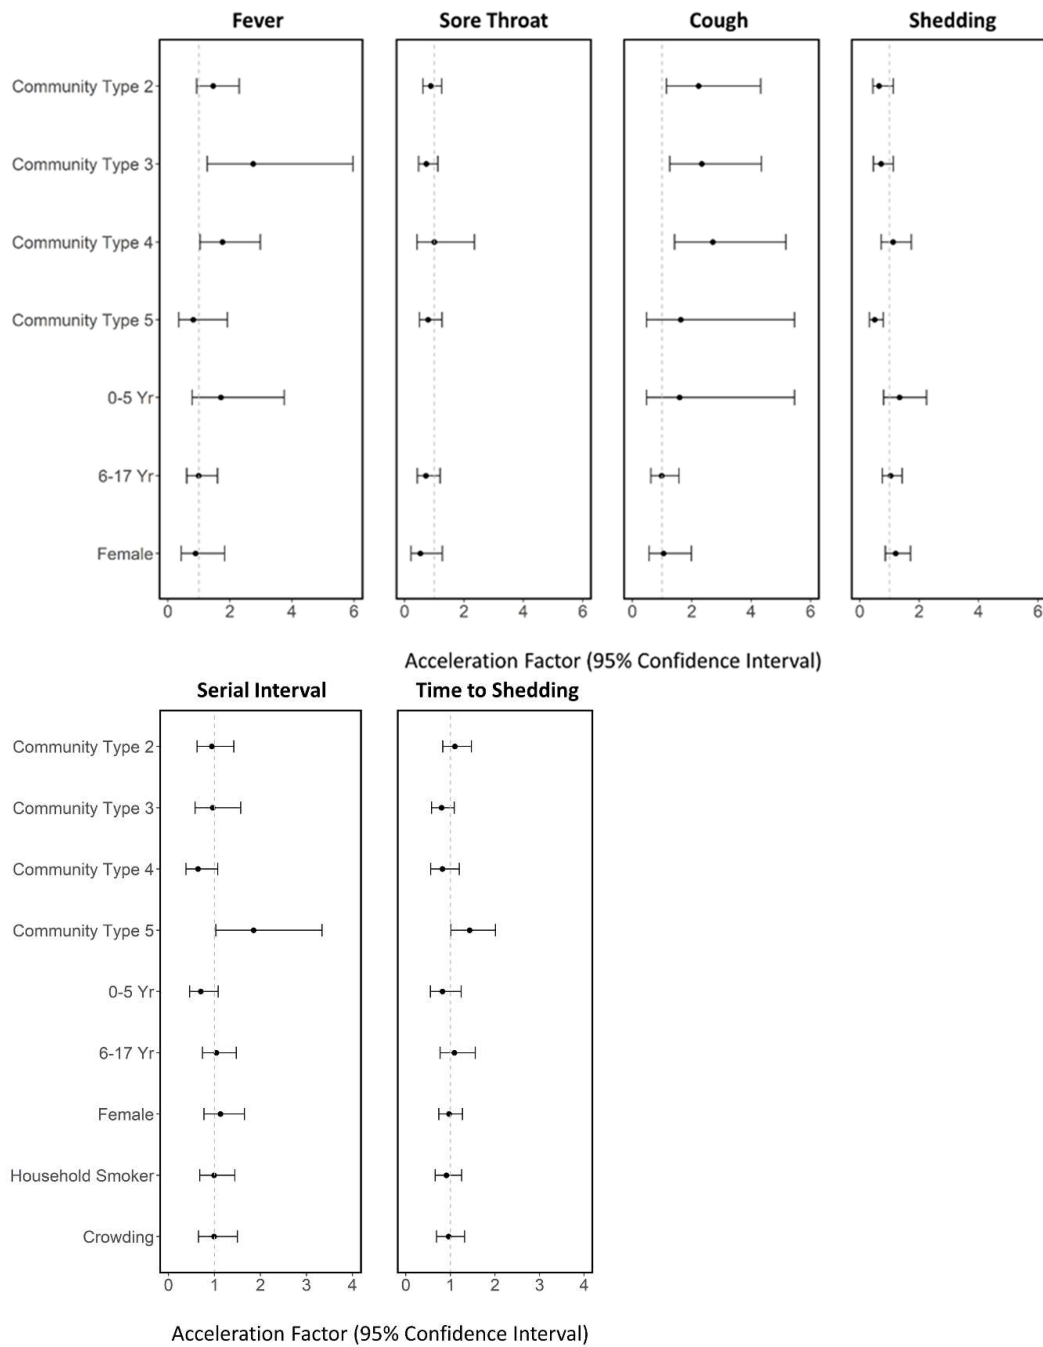 Fever Sore Throat Cough Shedding
Community Type 2
Community Type 3
Community Type 4
Community Type 5
0-5 Yr
6-17 Yr
Female
0 2 4 6 0 2 4 6 0 2 4 6 0 2 4 6
Acceleration Factor (95% Confidence Interval)
Serial Interval Time to Shedding
Community Type 2
Community Type 3
Community Type 4
Community Type 5
0-5 Yr
6-17 Yr
Female
Household Smoker
Crowding
0 1 2 3 4 0 1 2 3 4
Acceleration Factor (95% Confidence Interval)